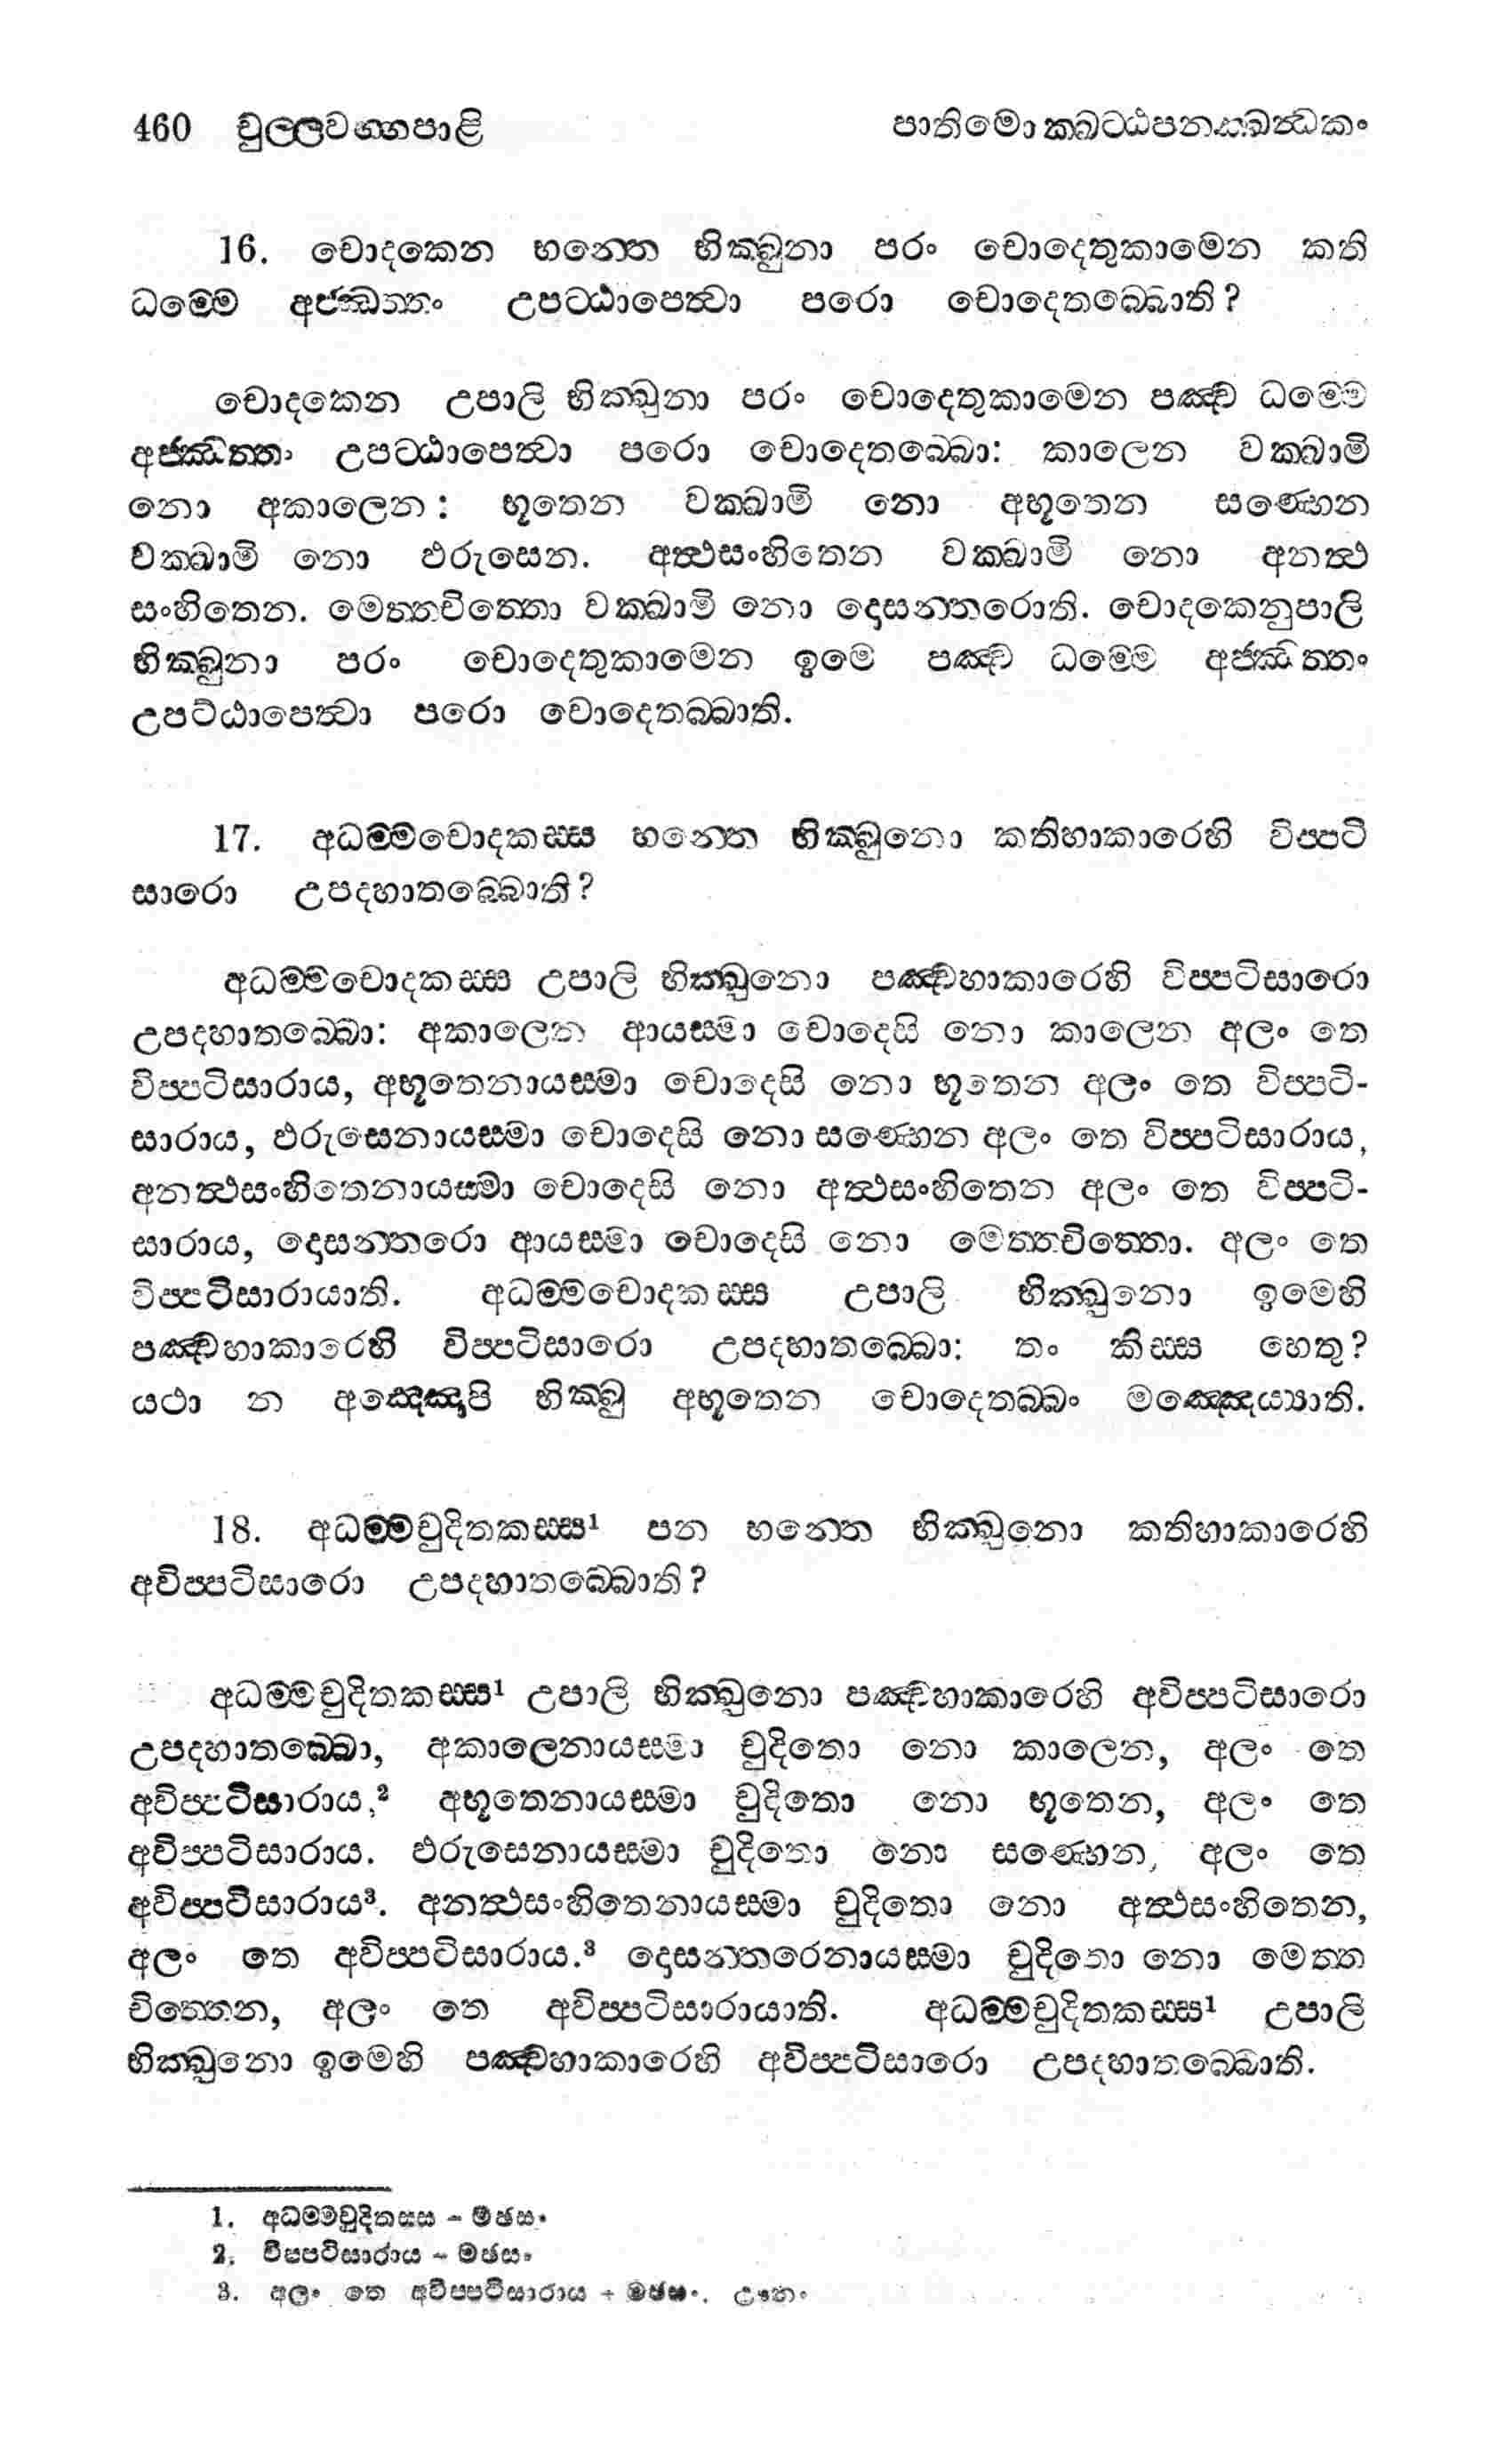 460 චුල්ලවග්ගපාළි පාතිමොක්ඛට්ඨපනක්ඛන්ධකං
16. චොදකෙන භන්තෙ භික්ඛුනා පරං චොදෙතුකාමෙන කති
ධම්මෙ අජ්ඣත්තං උපට්ඨාපෙත්වා පරො චොදෙතබ්බොති?
චොදකෙන උපාලි භික්ඛුනා පරං චොදෙතුකාමෙන පඤ්ච ධම්මෙ
අජ්ඣත්තං උපට්ඨාපෙත්වා පරො චොදෙතබ්බො: කාලෙන වක්ඛාමි
නො අකාලෙන: භූතෙන වක්ඛාමි නො අභූතෙන සණ්හෙන
වක්ඛාමි නො ඵරුසෙන. අත්ථසංහිතෙන වක්ඛාමි නො අනත්ථ
සංහිතෙන. මෙත්තචිත්තො වක්ඛාමි නො දොසන්තරොති. චොදකෙනුපාලි
භික්ඛුනා පරං චොදෙතුකාමෙන ඉමෙ පඤ්ච ධම්මෙ අජ්ඣත්තං
උපට්ඨාපෙත්වා පරො චොදෙතබ්බාති.
17. අධම්මචොදකස්ස භන්තෙ භික්ඛුනො කතිහාකාරෙහි විප්පටි
සාරො උපදහාතබ්බොති?
අධම්මචොදකස්ස උපාලි භික්ඛුනො පඤ්චහාකාරෙහි විප්පටිසාරො
උපදහාතබ්බො: අකාලෙන ආයස්මා චොදෙසි නො කාලෙන අලං තෙ
විප්පටිසාරාය, අභූතෙනායස්මා චොදෙසි නො භූතෙන අලං තෙ විප්පටි-
සාරාය, ඵරුසෙනායස්මා චොදෙසි නො සණ්හෙන අලං තෙ විප්පටිසාරාය,
අනත්ථසංහිතෙනායස්මා චොදෙසි නො අත්ථසංහිතෙන අලං තෙ විප්පටි-
සාරාය, දොසන්තරො ආයස්මා චොදෙසි නො මෙත්තචිත්තො. අලං තෙ
විප්පටිසාරායාති. අධම්මචොදකස්ස උපාලි භික්ඛුනො ඉමෙහි
පඤ්චහාකාරෙහි විප්පටිසාරො උපදහාතබ්බො: තං කිස්ස හෙතු?
යථා න අඤ්ඤොපි භික්ඛු අභූතෙන චොදෙතබ්බං මඤ්ඤෙය්‍යාති.
18. අධම්මචුදිතකස්ස¹ පන භන්තෙ භික්ඛුනො කතිහාකාරෙහි
අවිප්පටිසාරො උපදහාතබ්බොති?
අධම්මචුදිතකස්ස¹ උපාලි භික්ඛුනො පඤ්චහාකාරෙහි අවිප්පටිසාරො
උපදහාතබ්බො, අකාලෙනායස්මා චුදිතො නො කාලෙන, අලං තෙ
අවිප්පටිසාරාය,² අභූතෙනායස්මා චුදිතො නො භූතෙන, අලං තෙ
අවිප්පටිසාරාය. ඵරුසෙනායස්මා චුදිතො නො සණ්හෙන, අලං තෙ
අවිප්පටිසාරාය³. අනත්ථසංහිතෙනායස්මා චුදිතො නො අත්ථසංහිතෙන,
අලං තෙ අවිප්පටිසාරාය.³ දොසන්තරෙනායස්මා චුදිතො නො මෙත්ත
චිත්තෙන, අලං තෙ අවිප්පටිසාරායාති. අධම්මචුදිතකස්ස¹ උපාලි
භික්ඛුනො ඉමෙහි පඤ්චහාකාරෙහි අවිප්පටිසාරො උපදහාතබ්බොති.
1. අධම්මචුදිතස්ස - මඡසං
2. විප්පටිසාරාය - මඡසං
3. අලං තෙ අවිප්පටිසාරාය - මඡසං. ඌනං